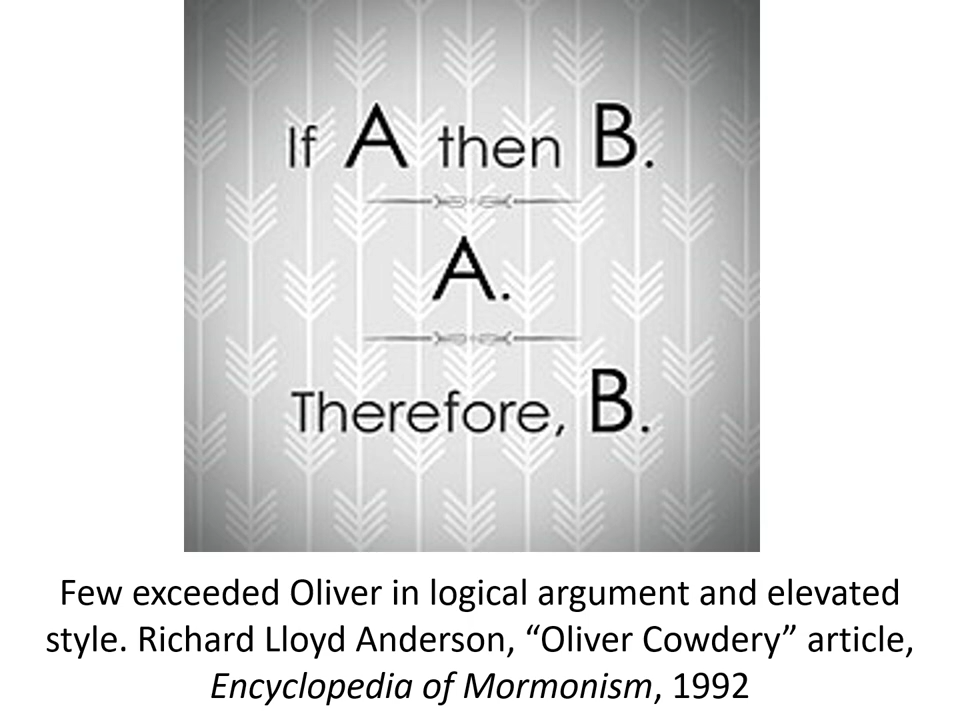 If A then B.
A.
Therefore, B.
Few exceeded Oliver in logical argument and elevated
style. Richard Lloyd Anderson, “Oliver Cowdery” article,
Encyclopedia of Mormonism, 1992